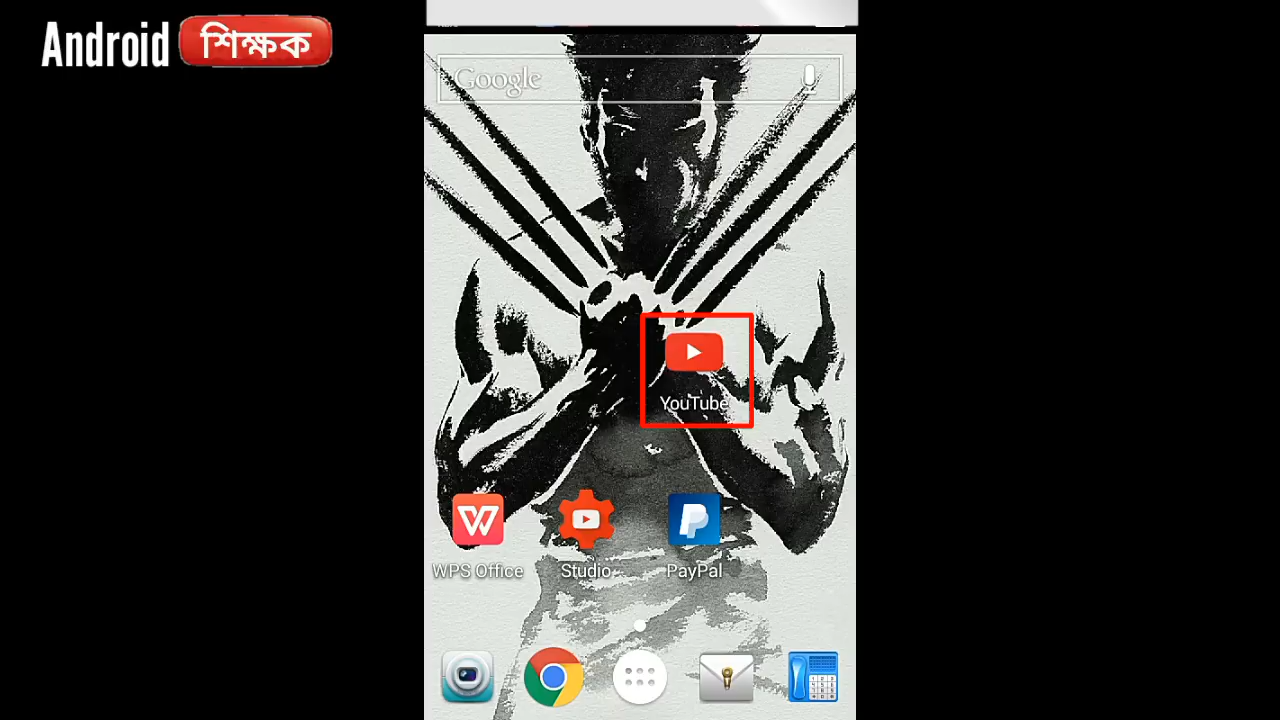 Android শিক্ষক
Google
YouTube
WPS Office
Studio
PayPal